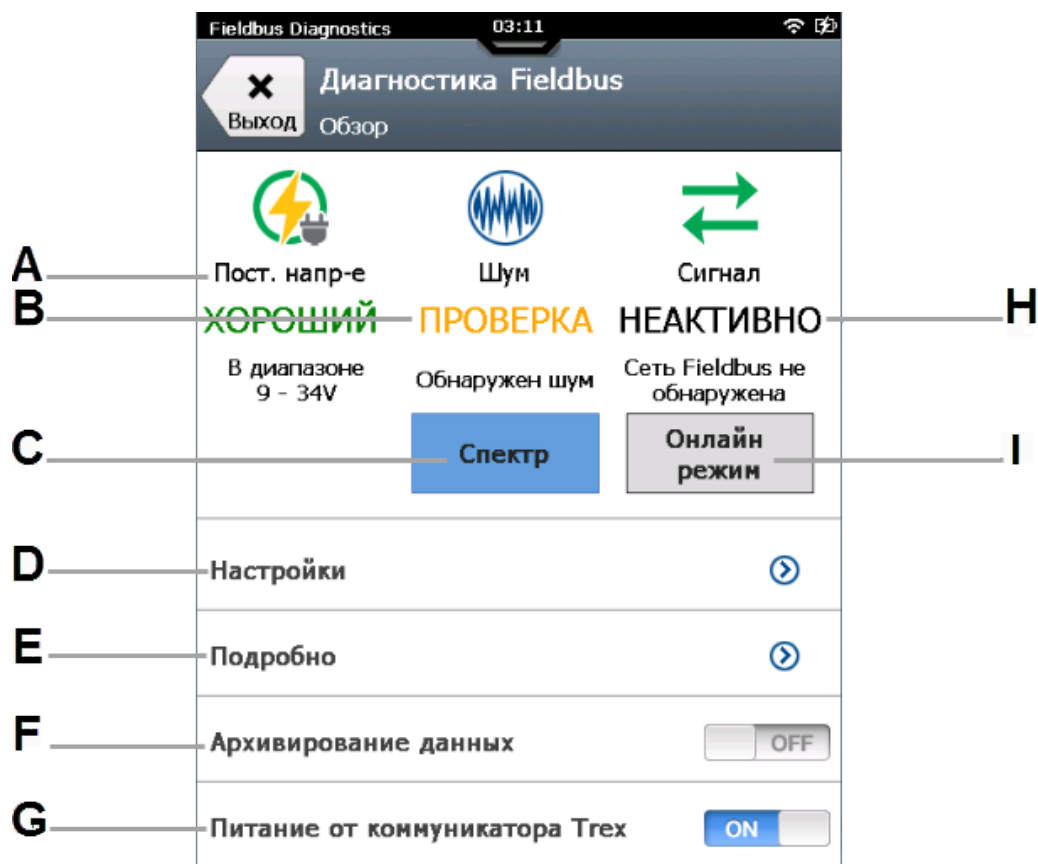 Fieldbus Diagnostics 03:11
Выход
Диагностика Fieldbus
Обзор
A
Пост. напр-е Шум Сигнал
B
ХОРОШИЙ ПРОВЕРКА НЕАКТИВНО
H
В диапазоне
9 - 34V
Обнаружен шум
Сеть Fieldbus не
обнаружена
C
Спектр
Онлайн
режим
I
D
Настройки
E
Подробно
F
Архивирование данных OFF
G
Питание от коммуникатора Trex ON